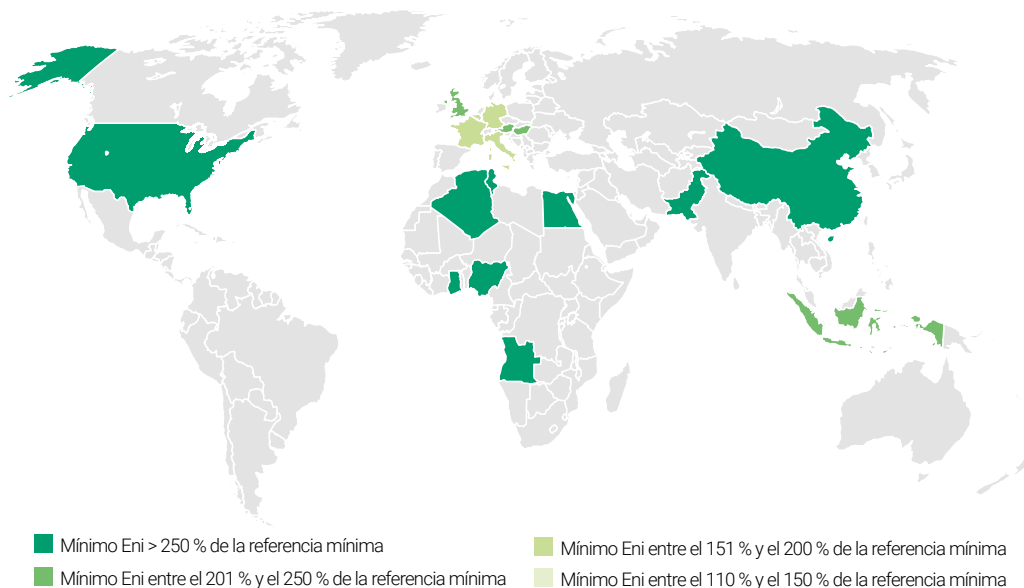 Mínimo Eni > 250 % de la referencia mínima
Mínimo Eni entre el 201 % y el 250 % de la referencia mínima
Mínimo Eni entre el 151 % y el 200 % de la referencia mínima
Mínimo Eni entre el 110 % y el 150 % de la referencia mínima